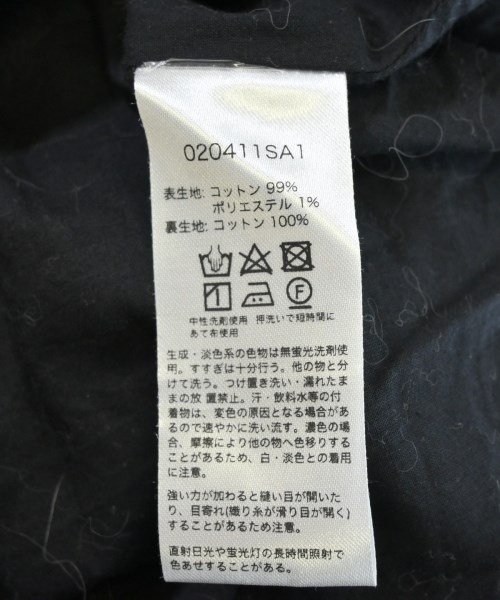 020411SA1
表生地: コットン 99%
ポリエステル 1%
裏生地: コットン 100%
F
中性洗剤使用 押洗いで短時間に
あて布使用
生成・淡色系の色物は無蛍光洗剤使
用。すすぎは十分行う。他の物と分
けて洗う。つけ置き洗い・濡れたま
まの放 置禁止。汗・飲料水等の付
着物は、変色の原因となる場合があ
るので速やかに洗い流す。濃色の場
合、摩擦により他の物へ色移りする
ことがあるため、白・淡色との着用
に注意。
強い力が加わると縫い目が開いた
り、目寄れ(織り糸が滑り目が開く)
することがあるため注意。
直射日光や蛍光灯の長時間照射で
色あせすることがある。